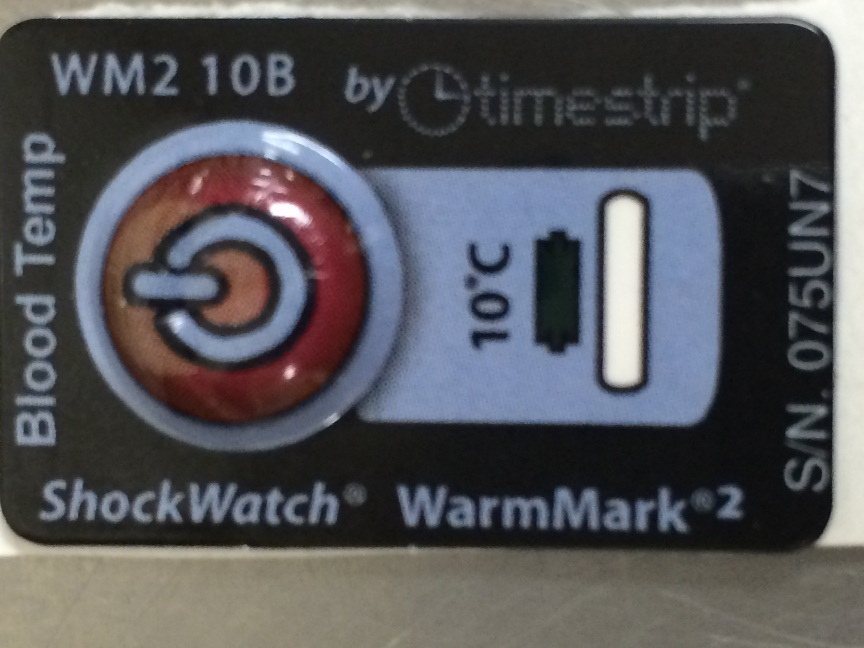 WM2 10B
by timestrip®
Blood Temp
10°C
S/N. 075UN7
ShockWatch® WarmMark®2